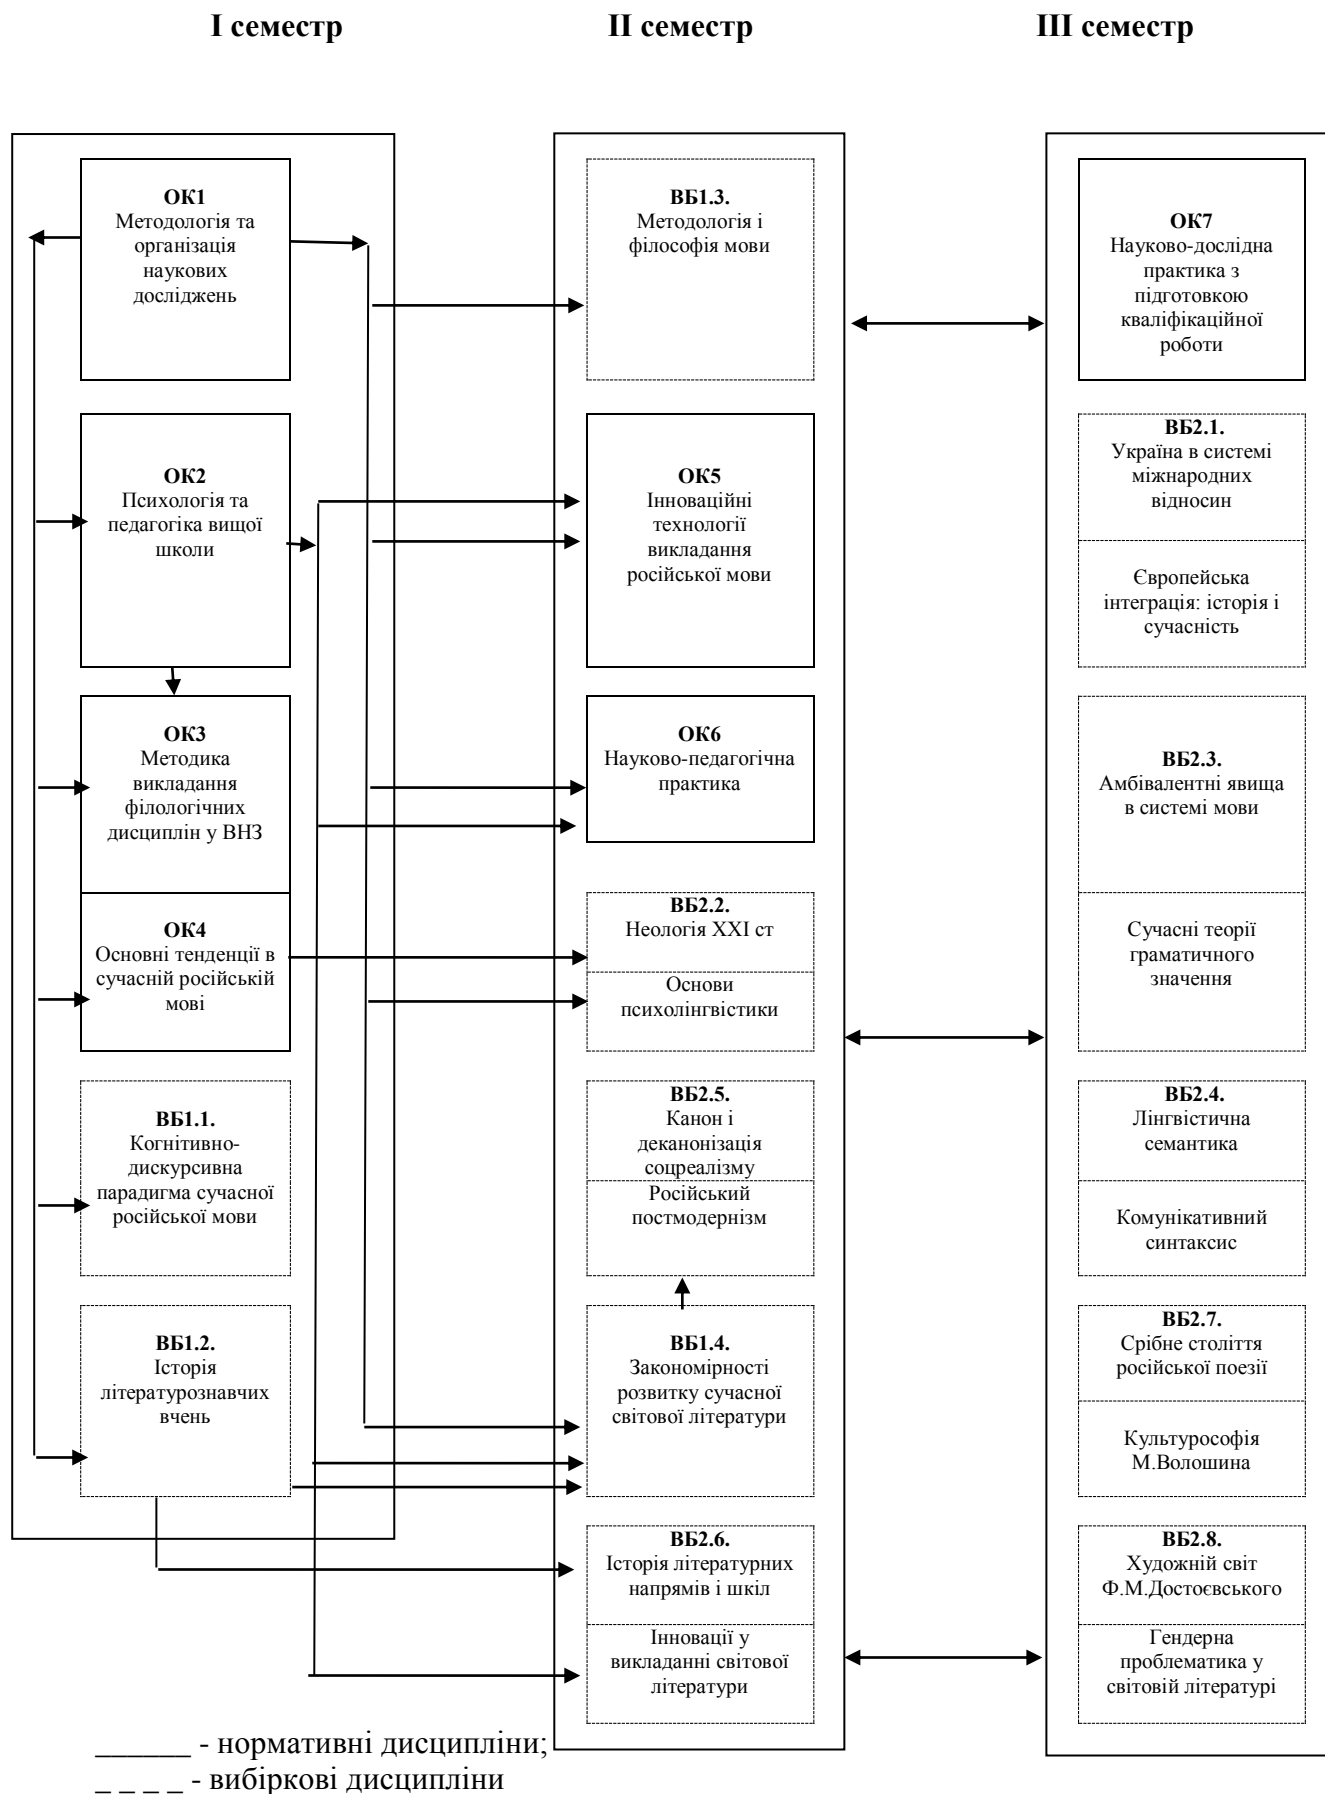 І семестр
ІІ семестр
ІІІ семестр
ОК1
Методологія та
організація
наукових
досліджень
ОК2
Психологія та
педагогіка вищої
школи
ОК3
Методика
викладання
філологічних
дисциплін у ВНЗ
ОК4
Основні тенденції в
сучасній російській
мові
ВБ1.1.
Когнітивно-
дискурсивна
парадигма сучасної
російської мови
ВБ1.2.
Історія
літературознавчих
вчень
ВБ1.3.
Методологія і
філософія мови
ОК5
Інноваційні
технології
викладання
російської мови
ОК6
Науково-педагогічна
практика
ВБ2.2.
Неологія ХХІ ст
Основи
психолінгвістики
ВБ2.5.
Канон і
деканонізація
соцреалізму
Російський
постмодернізм
ВБ1.4.
Закономірності
розвитку сучасної
світової літератури
ВБ2.6.
Історія літературних
напрямів і шкіл
Інновації у
викладанні світової
літератури
ОК7
Науково-дослідна
практика з
підготовкою
кваліфікаційної
роботи
ВБ2.1.
Україна в системі
міжнародних
відносин
Європейська
інтеграція: історія і
сучасність
ВБ2.3.
Амбівалентні явища
в системі мови
Сучасні теорії
граматичного
значення
ВБ2.4.
Лінгвістична
семантика
Комунікативний
синтаксис
ВБ2.7.
Срібне століття
російської поезії
Культурософія
М.Волошина
ВБ2.8.
Художній світ
Ф.М.Достоєвського
Гендерна
проблематика у
світовій літературі
______ - нормативні дисципліни;
_ _ _ _ - вибіркові дисципліни